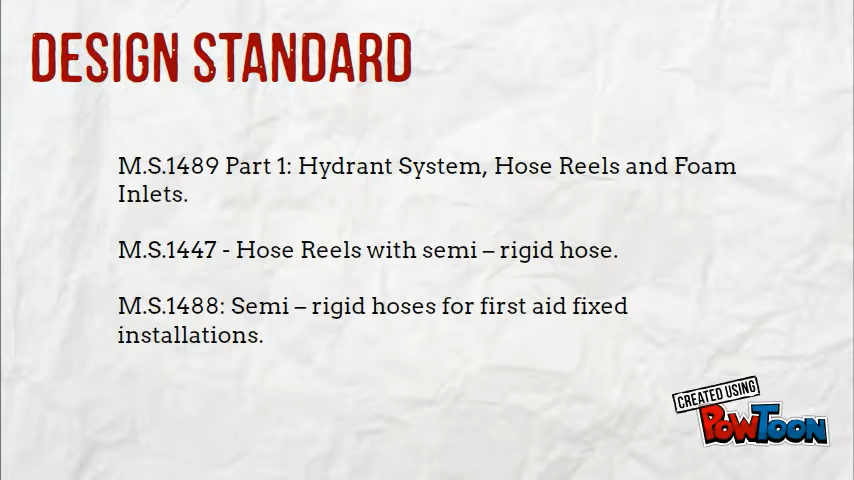 DESIGN STANDARD
M.S.1489 Part 1: Hydrant System, Hose Reels and Foam
Inlets.
M.S.1447 - Hose Reels with semi – rigid hose.
M.S.1488: Semi – rigid hoses for first aid fixed
installations.
CREATED USING
POWTOON